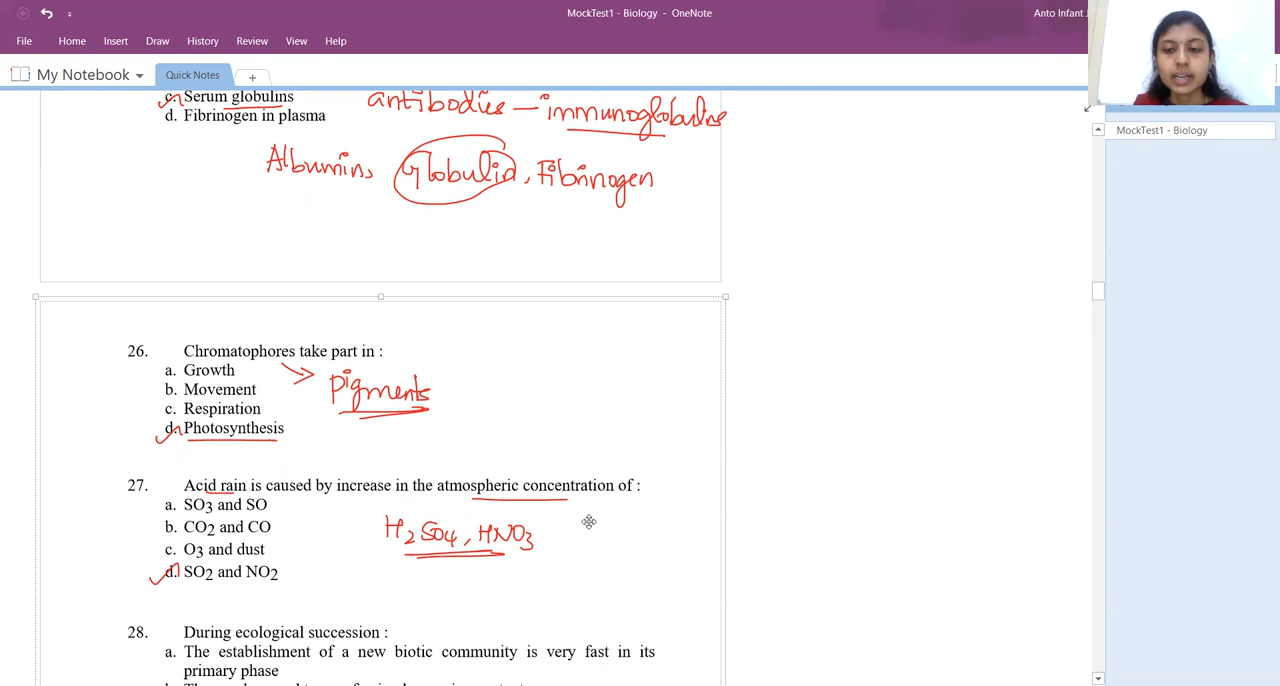 MockTest1 - Biology - OneNote
Anto Infant J
File Home Insert Draw History Review View Help
My Notebook
Quick Notes
+
MockTest1 - Biology
c. Serum globulins
antibodies – immunoglobulins
d. Fibrinogen in plasma
Albumins, Globulin, Fibrinogen
26. Chromatophores take part in :
a. Growth
pigments
b. Movement
c. Respiration
d. Photosynthesis
27. Acid rain is caused by increase in the atmospheric concentration of :
a. SO3 and SO
b. CO2 and CO
H2SO4, HNO3
c. O3 and dust
d. SO2 and NO2
28. During ecological succession :
a. The establishment of a new biotic community is very fast in its
primary phase